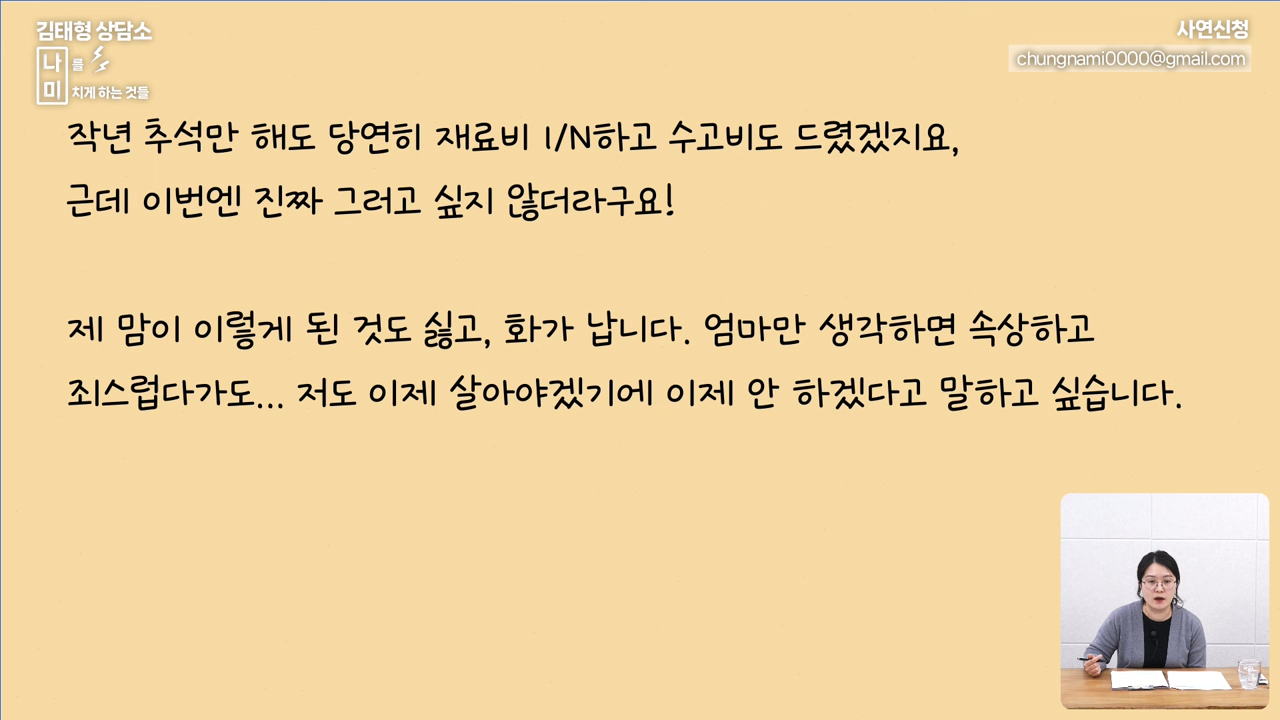 김태형 상담소
나를
미치게 하는 것들
사연신청
chungnami0000@gmail.com
작년 추석만 해도 당연히 재료비 1/N하고 수고비도 드렸겠지요,
근데 이번엔 진짜 그러고 싶지 않더라구요!
제 맘이 이렇게 된 것도 싫고, 화가 납니다. 엄마만 생각하면 속상하고
죄스럽다가도... 저도 이제 살아야겠기에 이제 안 하겠다고 말하고 싶습니다.